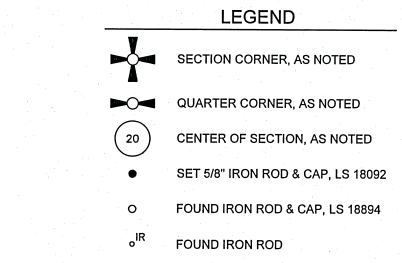 LEGEND
SECTION CORNER, AS NOTED
QUARTER CORNER, AS NOTED
20 CENTER OF SECTION, AS NOTED
SET 5/8" IRON ROD & CAP, LS 18092
FOUND IRON ROD & CAP, LS 18894
IR FOUND IRON ROD